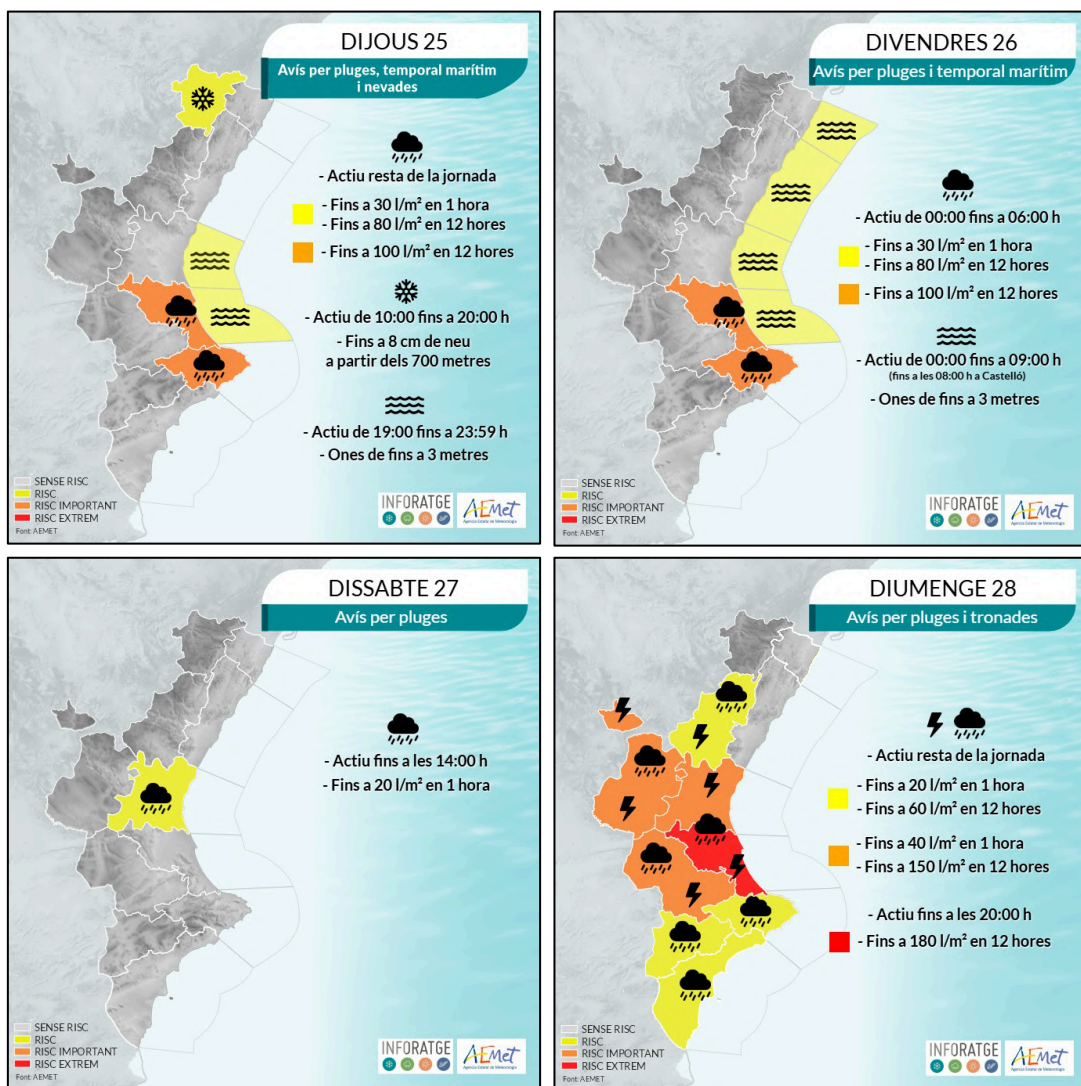 DIJOUS 25
Avís per pluges, temporal marítim
i nevades
- Actiu resta de la jornada
- Fins a 30 l/m² en 1 hora
- Fins a 80 l/m² en 12 hores
- Fins a 100 l/m² en 12 hores
- Actiu de 10:00 fins a 20:00 h
- Fins a 8 cm de neu
a partir dels 700 metres
- Actiu de 19:00 fins a 23:59 h
- Ones de fins a 3 metres
SENSE RISC
RISC
RISC IMPORTANT
RISC EXTREM
Font: AEMET
INFORATGE
AEmet
Agencia Estatal de Meteorología
DIVENDRES 26
Avís per pluges i temporal marítim
- Actiu de 00:00 fins a 06:00 h
- Fins a 30 l/m² en 1 hora
- Fins a 80 l/m² en 12 hores
- Fins a 100 l/m² en 12 hores
- Actiu de 00:00 fins a 09:00 h
(fins a les 08:00 h a Castelló)
- Ones de fins a 3 metres
SENSE RISC
RISC
RISC IMPORTANT
RISC EXTREM
Font: AEMET
INFORATGE
AEmet
Agencia Estatal de Meteorología
DISSABTE 27
Avís per pluges
- Actiu fins a les 14:00 h
- Fins a 20 l/m² en 1 hora
SENSE RISC
RISC
RISC IMPORTANT
RISC EXTREM
Font: AEMET
INFORATGE
AEmet
Agencia Estatal de Meteorología
DIUMENGE 28
Avís per pluges i tronades
- Actiu resta de la jornada
- Fins a 20 l/m² en 1 hora
- Fins a 60 l/m² en 12 hores
- Fins a 40 l/m² en 1 hora
- Fins a 150 l/m² en 12 hores
- Actiu fins a les 20:00 h
- Fins a 180 l/m² en 12 hores
SENSE RISC
RISC
RISC IMPORTANT
RISC EXTREM
Font: AEMET
INFORATGE
AEmet
Agencia Estatal de Meteorología